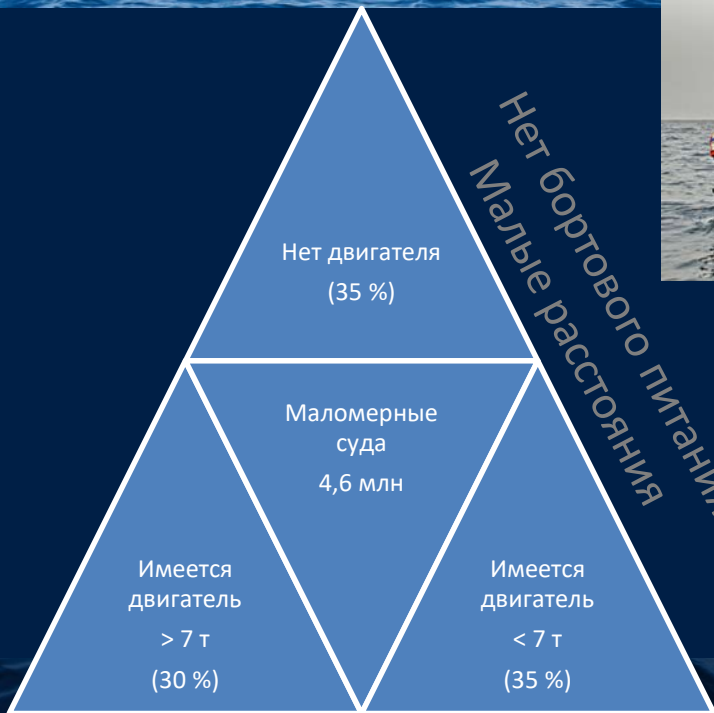 Нет двигателя
(35 %)
Маломерные
суда
4,6 млн
Имеется
двигатель
> 7 т
(30 %)
Имеется
двигатель
< 7 т
(35 %)
Нет бортового
Малые расстояния